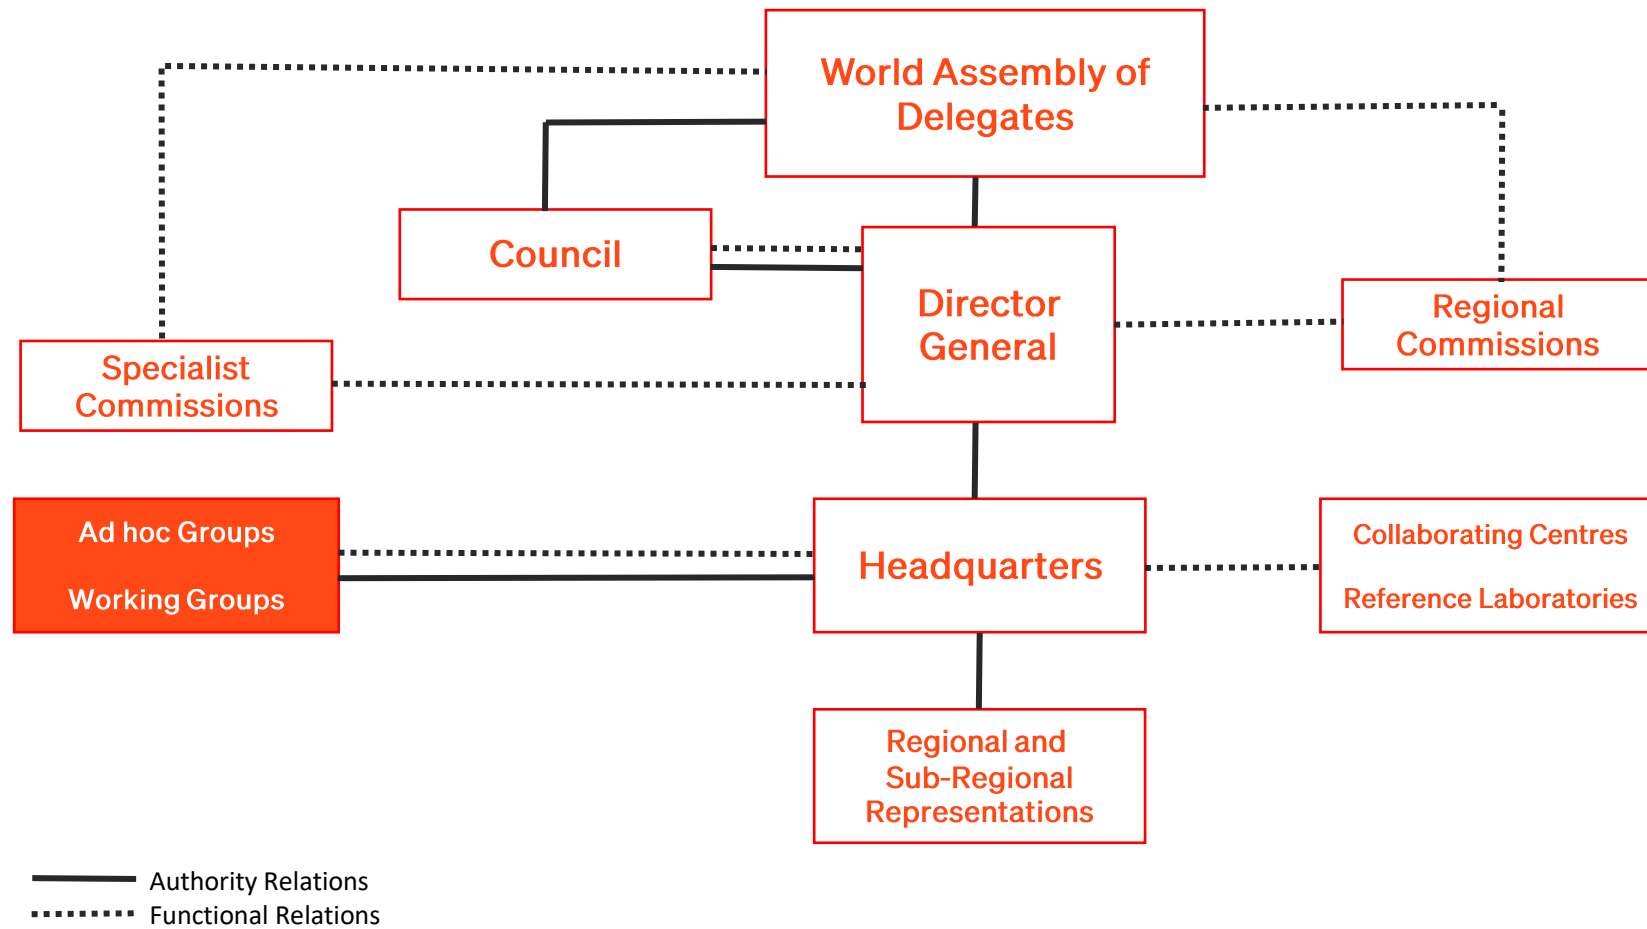 World Assembly of
Delegates
Council
Director
General
Regional
Commissions
Specialist
Commissions
Ad hoc Groups
Working Groups
Headquarters
Collaborating Centres
Reference Laboratories
Regional and
Sub-Regional
Representations
Authority Relations
Functional Relations